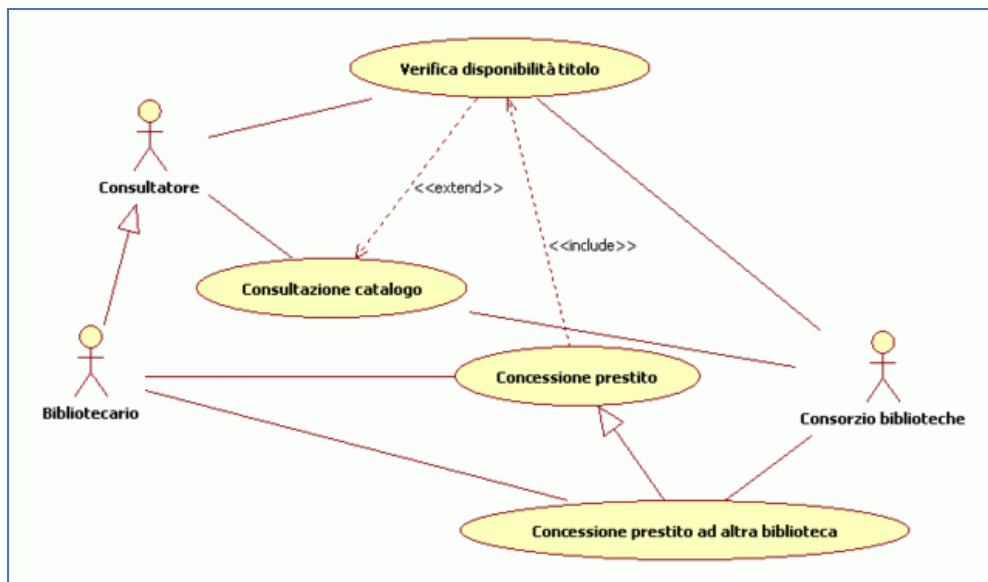 Verifica disponibilità titolo
Consultatore
<<extend>>
<<include>>
Consultazione catalogo
Concessione prestito
Bibliotecario
Consorzio biblioteche
Concessione prestito ad altra biblioteca